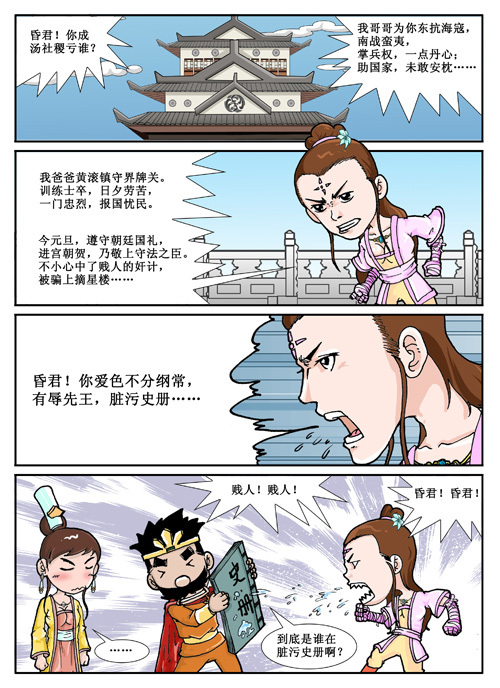 昏君！你成
汤社稷亏谁？
我哥哥为你东抗海寇，
南战蛮夷，
掌兵权，一点丹心；
助国家，未敢安枕……
我爸爸黄滚镇守界牌关。
训练士卒，日夕劳苦，
一门忠烈，报国忧民。
今元旦，遵守朝廷国礼，
进宫朝贺，乃敬上守法之臣。
不小心中了贱人的奸计，
被骗上摘星楼……
昏君！你爱色不分纲常，
有辱先王，脏污史册……
贱人！贱人！
昏君！昏君！
史册
……
到底是谁在
脏污史册啊？